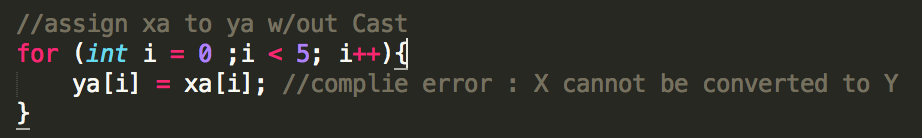 //assign xa to ya w/out Cast
for (int i = 0 ;i < 5; i++){
ya[i] = xa[i]; //complie error : X cannot be converted to Y
}